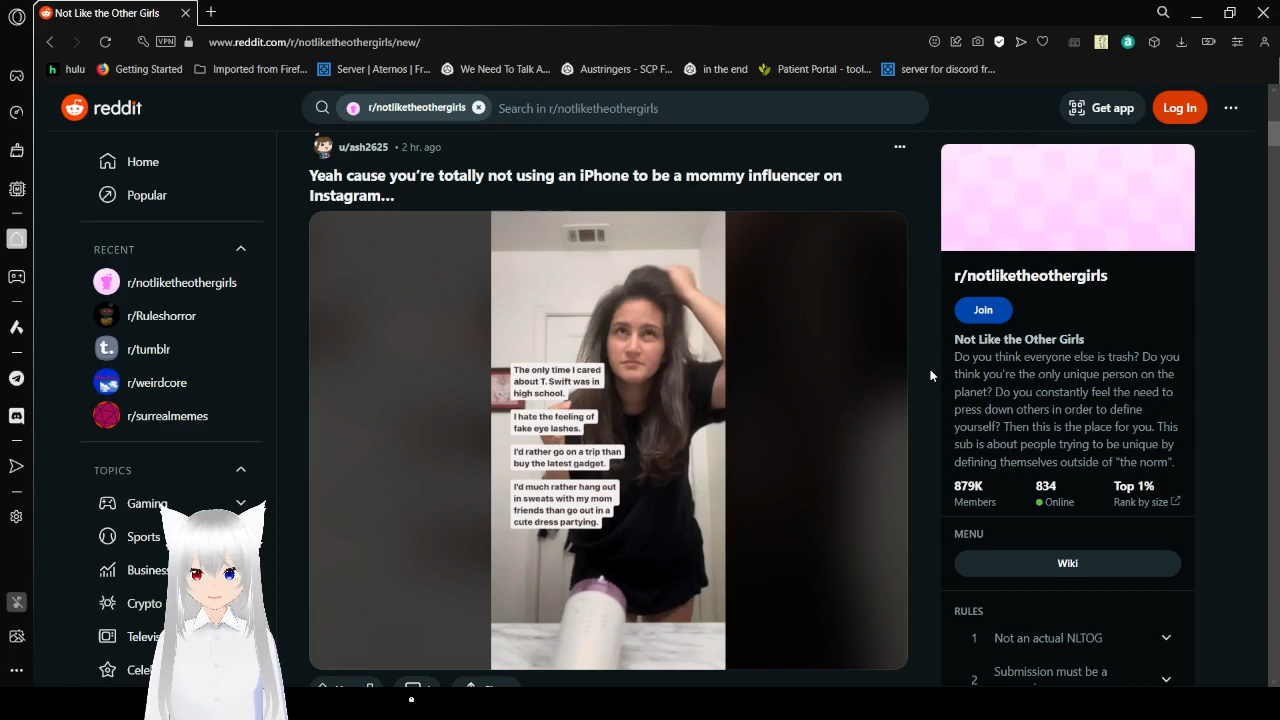 Not Like the Other Girls
VPN
www.reddit.com/r/notliketheothergirls/new/
hulu
Getting Started
Imported from Firef...
Server | Aternos | Fr...
We Need To Talk A...
Austringers - SCP F...
in the end
Patient Portal - tool...
server for discord fr...
reddit
r/notliketheothergirls
Search in r/notliketheothergirls
Get app
Log In
Home
Popular
RECENT
r/notliketheothergirls
r/Ruleshorror
r/tumblr
r/weirdcore
r/surrealmemes
TOPICS
Gaming
Sports
Business
Crypto
u/ash2625 • 2 hr. ago
Yeah cause you're totally not using an iPhone to be a mommy influencer on
Instagram...
The only time I cared
about T. Swift was in
high school.
I hate the feeling of
fake eye lashes.
I'd rather go on a trip than
buy the latest gadget.
I'd much rather hang out
in sweats with my mom
friends than go out in a
cute dress partying.
r/notliketheothergirls
Join
Not Like the Other Girls
Do you think everyone else is trash? Do
you think you're the only unique person on the
planet? Do you constantly feel the need to
press down others in order to define
yourself? Then this is the place for you. This
sub is about people trying to be unique by
defining themselves outside of "the norm".
879K
Members
834
Online
Top 1%
Rank by size
MENU
Wiki
RULES
1 Not an actual NLTOG
2 Submission must be a